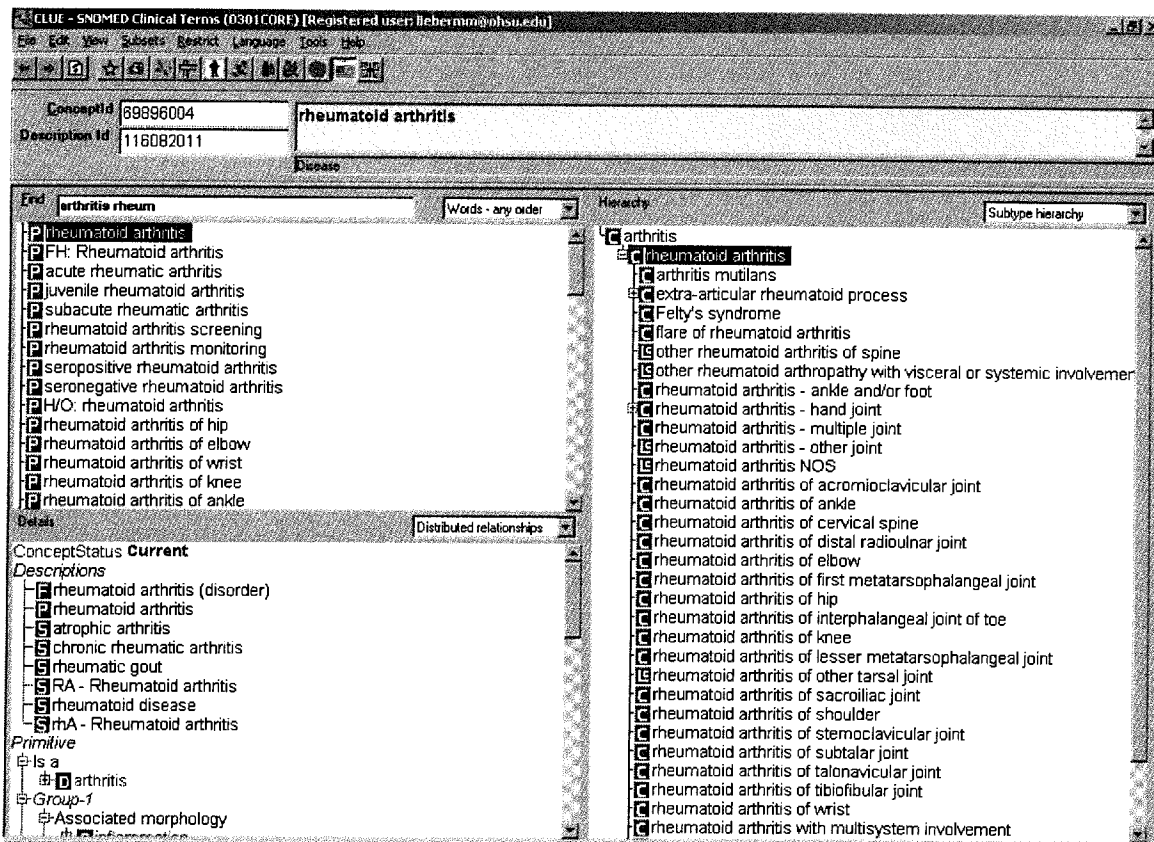 CLUE - SNOMED Clinical Terms (0301CORE) [Registered user: liebermm@ohsu.edu]
File Edit View Subsets Restrict Language Tools Help
ConceptId 69896004
rheumatoid arthritis
Description Id 116082011
Disease
Find arthritis rheum Words - any order
rheumatoid arthritis
FH: Rheumatoid arthritis
acute rheumatic arthritis
juvenile rheumatoid arthritis
subacute rheumatic arthritis
rheumatoid arthritis screening
rheumatoid arthritis monitoring
seropositive rheumatoid arthritis
seronegative rheumatoid arthritis
H/O: rheumatoid arthritis
rheumatoid arthritis of hip
rheumatoid arthritis of elbow
rheumatoid arthritis of wrist
rheumatoid arthritis of knee
rheumatoid arthritis of ankle
Details Distributed relationships
ConceptStatus Current
Descriptions
F rheumatoid arthritis (disorder)
P rheumatoid arthritis
S atrophic arthritis
S chronic rheumatic arthritis
S rheumatic gout
S RA - Rheumatoid arthritis
S rheumatoid disease
S rhA - Rheumatoid arthritis
Primitive
Is a
D arthritis
Group-1
Associated morphology
Hierarchy Subtype hierarchy
C arthritis
C rheumatoid arthritis
C arthritis mutilans
C extra-articular rheumatoid process
C Felty's syndrome
C flare of rheumatoid arthritis
other rheumatoid arthritis of spine
other rheumatoid arthropathy with visceral or systemic involvemer
C rheumatoid arthritis - ankle and/or foot
C rheumatoid arthritis - hand joint
C rheumatoid arthritis - multiple joint
rheumatoid arthritis - other joint
rheumatoid arthritis NOS
C rheumatoid arthritis of acromioclavicular joint
C rheumatoid arthritis of ankle
C rheumatoid arthritis of cervical spine
C rheumatoid arthritis of distal radioulnar joint
C rheumatoid arthritis of elbow
C rheumatoid arthritis of first metatarsophalangeal joint
C rheumatoid arthritis of hip
C rheumatoid arthritis of interphalangeal joint of toe
C rheumatoid arthritis of knee
C rheumatoid arthritis of lesser metatarsophalangeal joint
rheumatoid arthritis of other tarsal joint
C rheumatoid arthritis of sacroiliac joint
C rheumatoid arthritis of shoulder
C rheumatoid arthritis of sternoclavicular joint
C rheumatoid arthritis of subtalar joint
C rheumatoid arthritis of talonavicular joint
C rheumatoid arthritis of tibiofibular joint
C rheumatoid arthritis of wrist
C rheumatoid arthritis with multisystem involvement